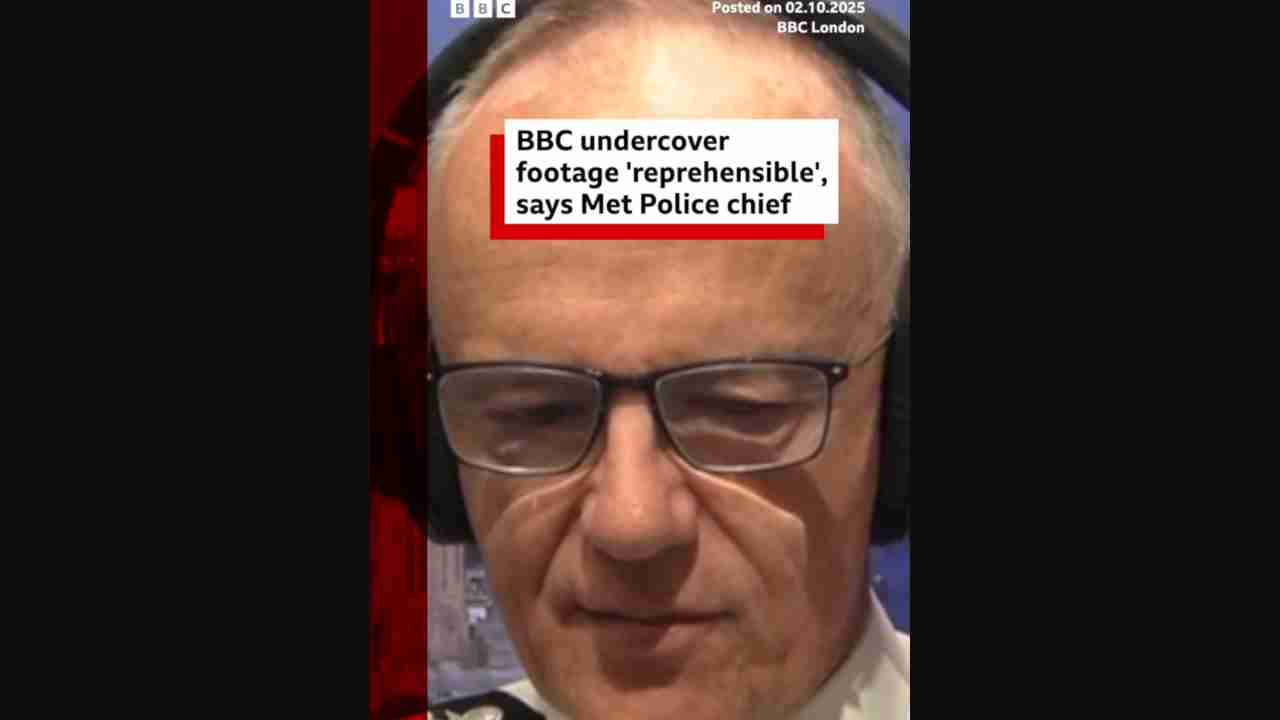 BBC
Posted on 02.10.2025
BBC London
BBC undercover
footage 'reprehensible',
says Met Police chief